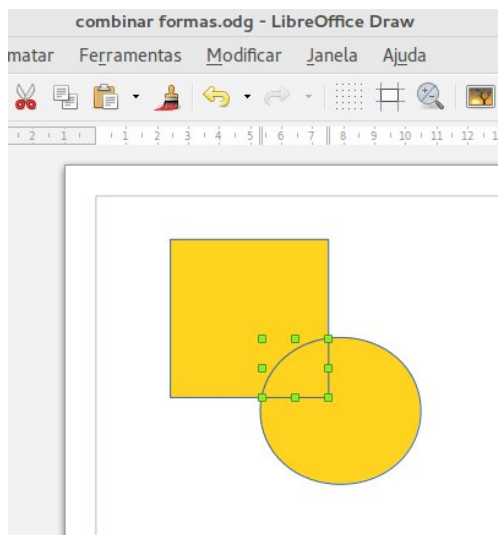 combinar formas.odg - LibreOffice Draw
matar Ferramentas Modificar Janela Ajuda
2 1 1 2 3 4 5 6 7 8 9 10 11 12 1